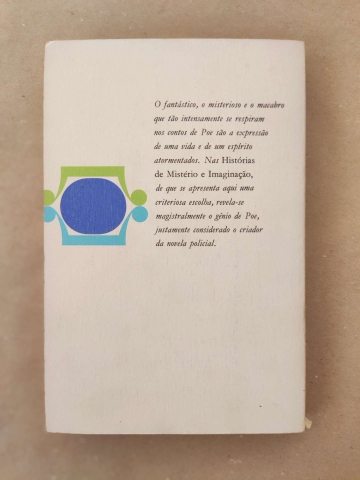 O fantástico, o misterioso e o macabro
que tão intensamente se respiram
nos contos de Poe são a expressão
de uma vida e de um espírito
atormentados. Nas Histórias
de Mistério e Imaginação,
de que se apresenta aqui uma
criteriosa escolha, revela-se
magistralmente o génio de Poe,
justamente considerado o criador
da novela policial.